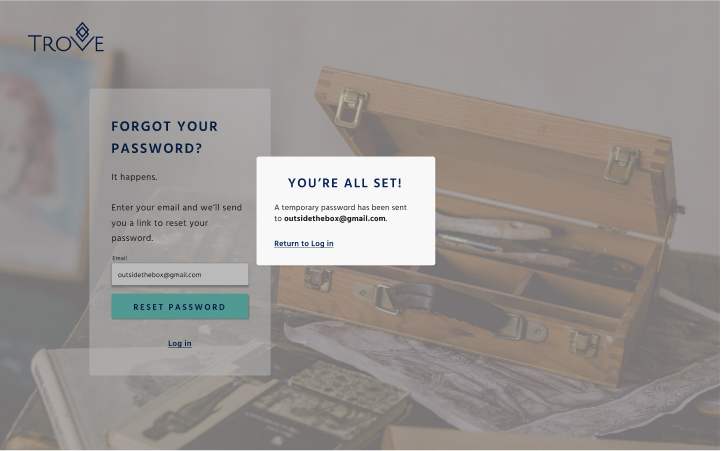 TROVE
FORGOT YOUR
PASSWORD?
It happens.
Enter your email and we'll send
you a link to reset your
password.
Email
outsidethebox@gmail.com
RESET PASSWORD
Log in
YOU'RE ALL SET!
A temporary password has been sent
to outsidethebox@gmail.com.
Return to Log in